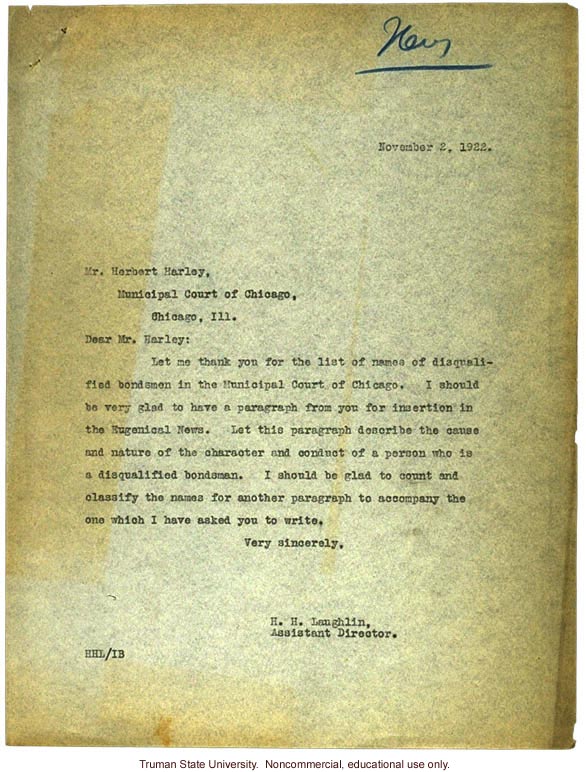 News
November 2, 1922.
Mr. Herbert Harley,
Municipal Court of Chicago,
Chicago, Ill.
Dear Mr. Harley:
Let me thank you for the list of names of disquali-
fied bondsmen in the Municipal Court of Chicago. I should
be very glad to have a paragraph from you for insertion in
the Eugenical News. Let this paragraph describe the cause
and nature of the character and conduct of a person who is
a disqualified bondsman. I should be glad to count and
classify the names for another paragraph to accompany the
one which I have asked you to write.
Very sincerely,
H. H. Laughlin,
Assistant Director.
HHL/IB
Truman State University. Noncommercial, educational use only.